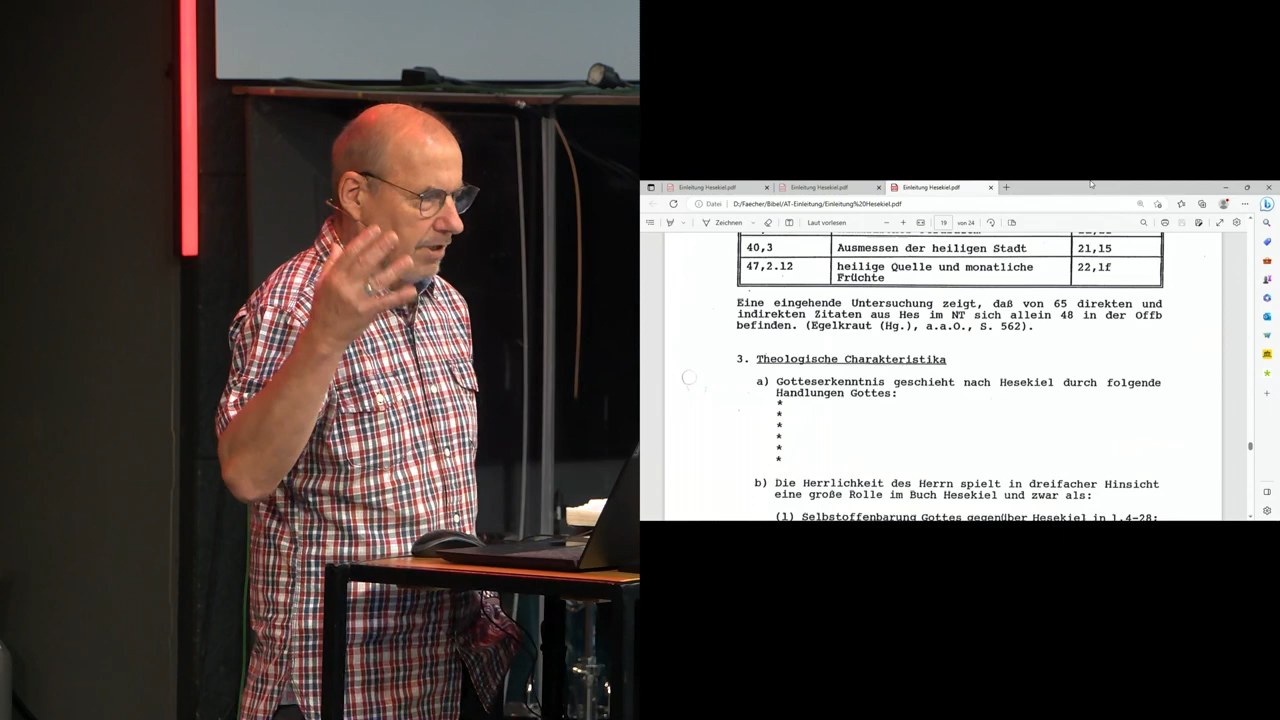 Einleitung Hesekiel.pdf
Einleitung Hesekiel.pdf
Einleitung Hesekiel.pdf
Datei
D:/Faecher/Bibel/AT-Einleitung/Einleitung%20Hesekiel.pdf
Zeichnen
Laut vorlesen
19
von 24
40,3 Ausmessen der heiligen Stadt 21,15
47,2.12 heilige Quelle und monatliche 22,1f
Früchte
Eine eingehende Untersuchung zeigt, daß von 65 direkten und
indirekten Zitaten aus Hes im NT sich allein 48 in der Offb
befinden. (Egelkraut (Hg.), a.a.O., S. 562).
3. Theologische Charakteristika
a) Gotteserkenntnis geschieht nach Hesekiel durch folgende
Handlungen Gottes:
*
*
*
*
*
*
b) Die Herrlichkeit des Herrn spielt in dreifacher Hinsicht
eine große Rolle im Buch Hesekiel und zwar als:
(1) Selbstoffenbarung Gottes gegenüber Hesekiel in 1,4-28;